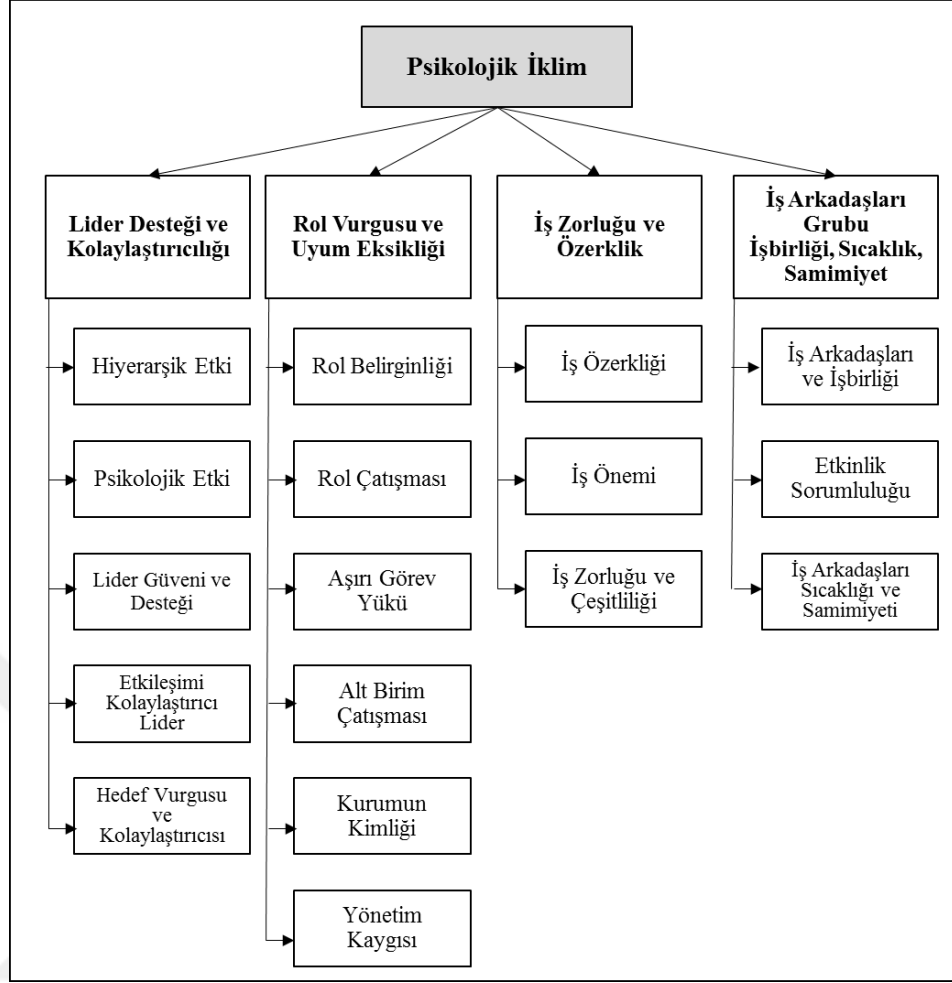 Psikolojik İklim
Lider Desteği ve
Kolaylaştırıcılığı
Hiyerarşik Etki
Psikolojik Etki
Lider Güveni ve
Desteği
Etkileşimi
Kolaylaştırıcı
Lider
Hedef Vurgusu
ve
Kolaylaştırıcısı
Rol Vurgusu ve
Uyum Eksikliği
Rol Belirginliği
Rol Çatışması
Aşırı Görev
Yükü
Alt Birim
Çatışması
Kurumun
Kimliği
Yönetim
Kaygısı
İş Zorluğu ve
Özerklik
İş Özerkliği
İş Önemi
İş Zorluğu ve
Çeşitliliği
İş Arkadaşları
Grubu
İşbirliği, Sıcaklık,
Samimiyet
İş Arkadaşları
ve İşbirliği
Etkinlik
Sorumluluğu
İş Arkadaşları
Sıcaklığı ve
Samimiyeti